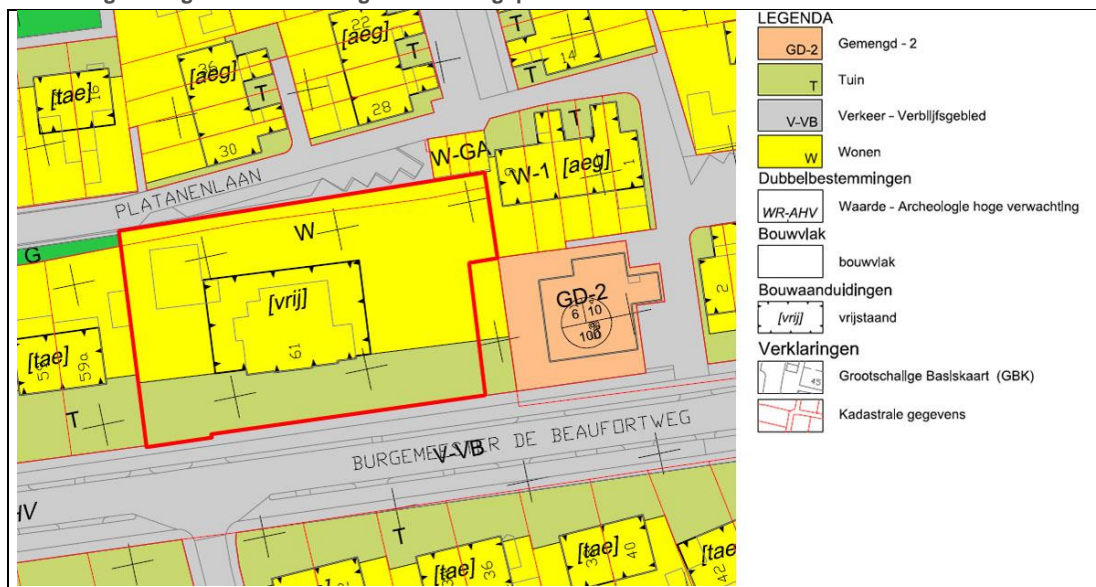 LEGENDA
GD-2 Gemengd - 2
T Tuin
V-VB Verkeer - Verblijfsgebied
W Wonen
Dubbelbestemmingen
WR-AHV Waarde - Archeologie hoge verwachting
Bouwvlak
bouwvlak
Bouwaanduidingen
[vrij] vrijstaand
Verklaringen
45 Grootschalige Basiskaart (GBK)
Kadastrale gegevens
[aeg]
22
36
[aeg]
T
T
14
T
[tae]
16
T
28
30
W-GA
T
9
W-1 [aeg]
1
PLATANENLAAN
W
G
GD-2
[vrij]
6 10
100
2
61
[tae]
59a
T
BURGEMEESTER DE BEAUFORTWEG
V-VB
HV
T
[tae]
38
40
[tae]
36
[tae]
42